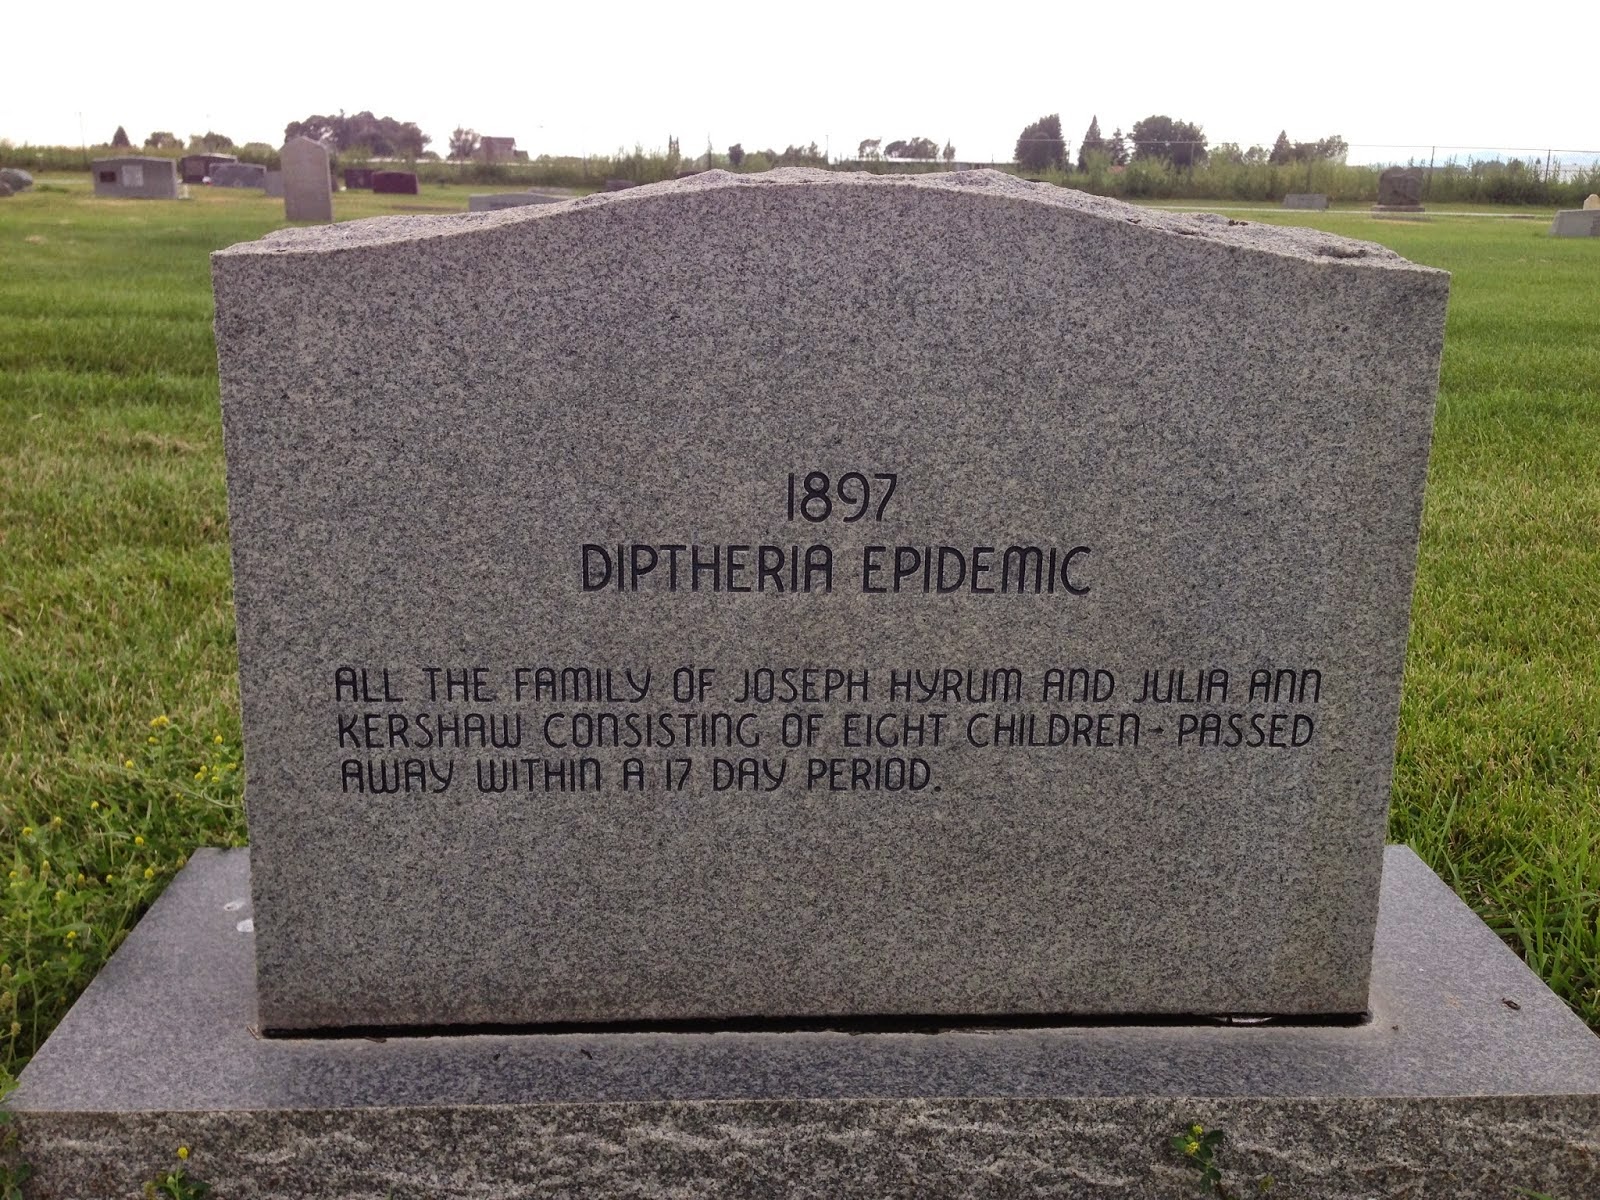 1897
DIPTHERIA EPIDEMIC
ALL THE FAMILY OF JOSEPH HYRUM AND JULIA ANN
KERSHAW CONSISTING OF EIGHT CHILDREN - PASSED
AWAY WITHIN A 17 DAY PERIOD.